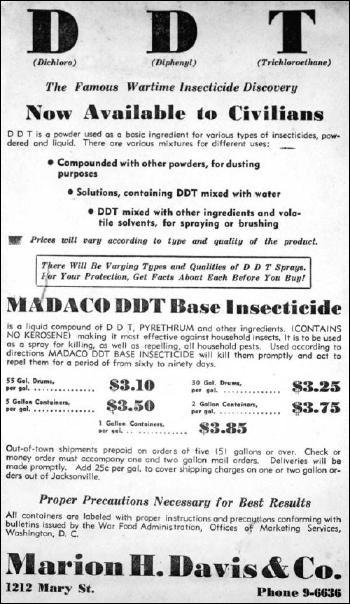 D D T
(Dichloro) (Diphenyl) (Trichloroethane)
The Famous Wartime Insecticide Discovery
Now Available to Civilians
D D T is a powder used as a basic ingredient for various types of insecticides, pow-
dered and liquid. There are various mixtures for different uses:
● Compounded with other powders, for dusting
purposes
● Solutions, containing DDT mixed with water
● DDT mixed with other ingredients and vola-
tile solvents, for spraying or brushing
Prices will vary according to type and quality of the product.
There Will Be Varying Types and Qualities of D D T Sprays.
For Your Protection, Get Facts About Each Before You Buy!
MADACO DDT Base Insecticide
is a liquid compound of D D T, PYRETHRUM and other ingredients. (CONTAINS
NO KEROSENE) making it most effective against household insects. It is to be used
as a spray for killing, as well as repelling, all household pests. Used according to
directions MADACO DDT BASE INSECTICIDE will kill them promptly and act to
repel them for a period of from sixty to ninety days.
55 Gal. Drums, per gal. $3.10
30 Gal. Drums, per gal. $3.25
5 Gallon Containers, per gal. $3.50
2 Gallon Containers, per gal. $3.75
1 Gallon Containers, per gal. $3.85
Out-of-town shipments prepaid on orders of five (5) gallons or over. Check or
money order must accompany one and two gallon mail orders. Deliveries will be
made promptly. Add 25c per gal. to cover shipping charges on one or two gallon or-
ders out of Jacksonville.
Proper Precautions Necessary for Best Results
All containers are labeled with proper instructions and precautions conforming with
bulletins issued by the War Food Administration, Offices of Marketing Services,
Washington, D. C.
Marion H. Davis & Co.
1212 Mary St. Phone 9-6636